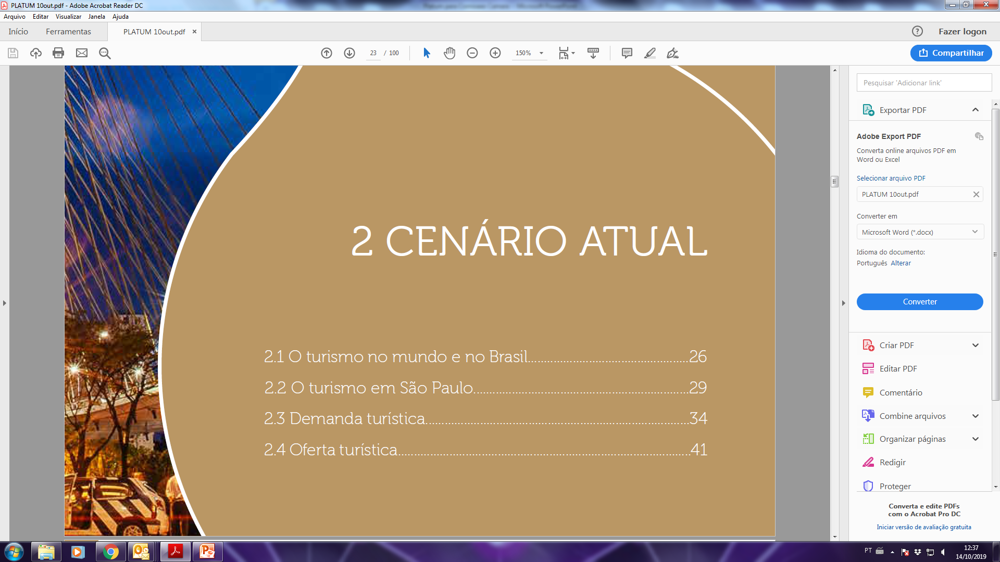 PLATUM 10out.pdf - Adobe Acrobat Reader DC
Arquivo Editar Visualizar Janela Ajuda
Início Ferramentas PLATUM 10out.pdf Fazer logon
23 / 100 150% Compartilhar
Pesquisar 'Adicionar link'
Exportar PDF
Adobe Export PDF
Converta online arquivos PDF em
Word ou Excel
Selecionar arquivo PDF
PLATUM 10out.pdf
Converter em
Microsoft Word (*.docx)
Idioma do documento:
Português Alterar
Converter
Criar PDF
Editar PDF
Comentário
Combine arquivos
Organizar páginas
Redigir
Proteger
Converta e edite PDFs
com o Acrobat Pro DC
Iniciar versão de avaliação gratuita
2 CENÁRIO ATUAL
2.1 O turismo no mundo e no Brasil..................................................26
2.2 O turismo em São Paulo..................................................................29
2.3 Demanda turística.................................................................................34
2.4 Oferta turística..........................................................................................41
PT
12:37
14/10/2019